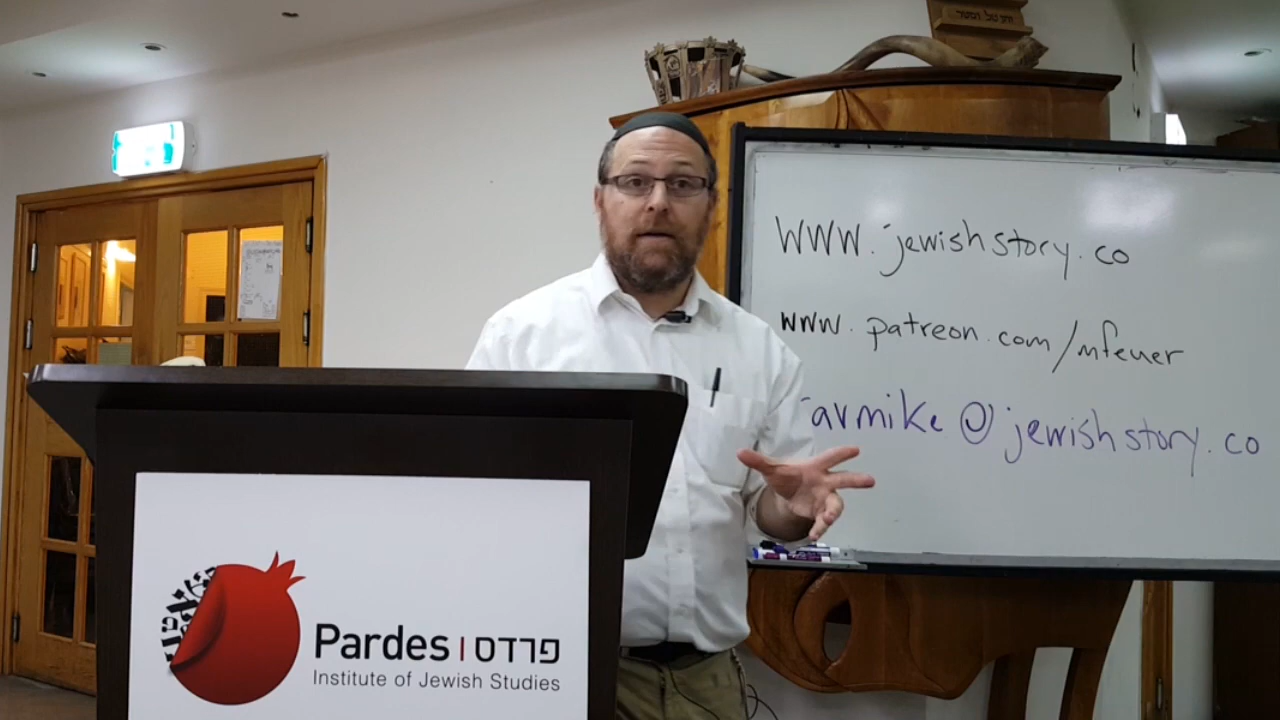 www.jewishstory.co
www.patreon.com/mfeuer
ravmike@jewishstory.co
Pardes | פרדס
Institute of Jewish Studies